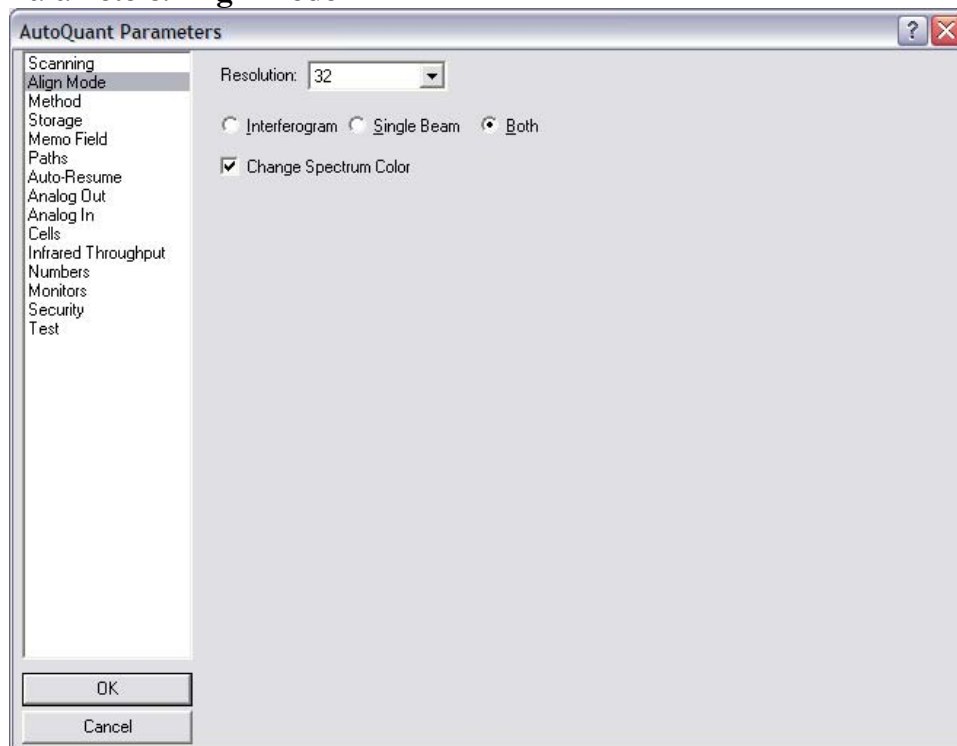 AutoQuant Parameters
Scanning
Align Mode
Method
Storage
Memo Field
Paths
Auto-Resume
Analog Out
Analog In
Cells
Infrared Throughput
Numbers
Monitors
Security
Test
Resolution: 32
Interferogram Single Beam Both
Change Spectrum Color
OK
Cancel